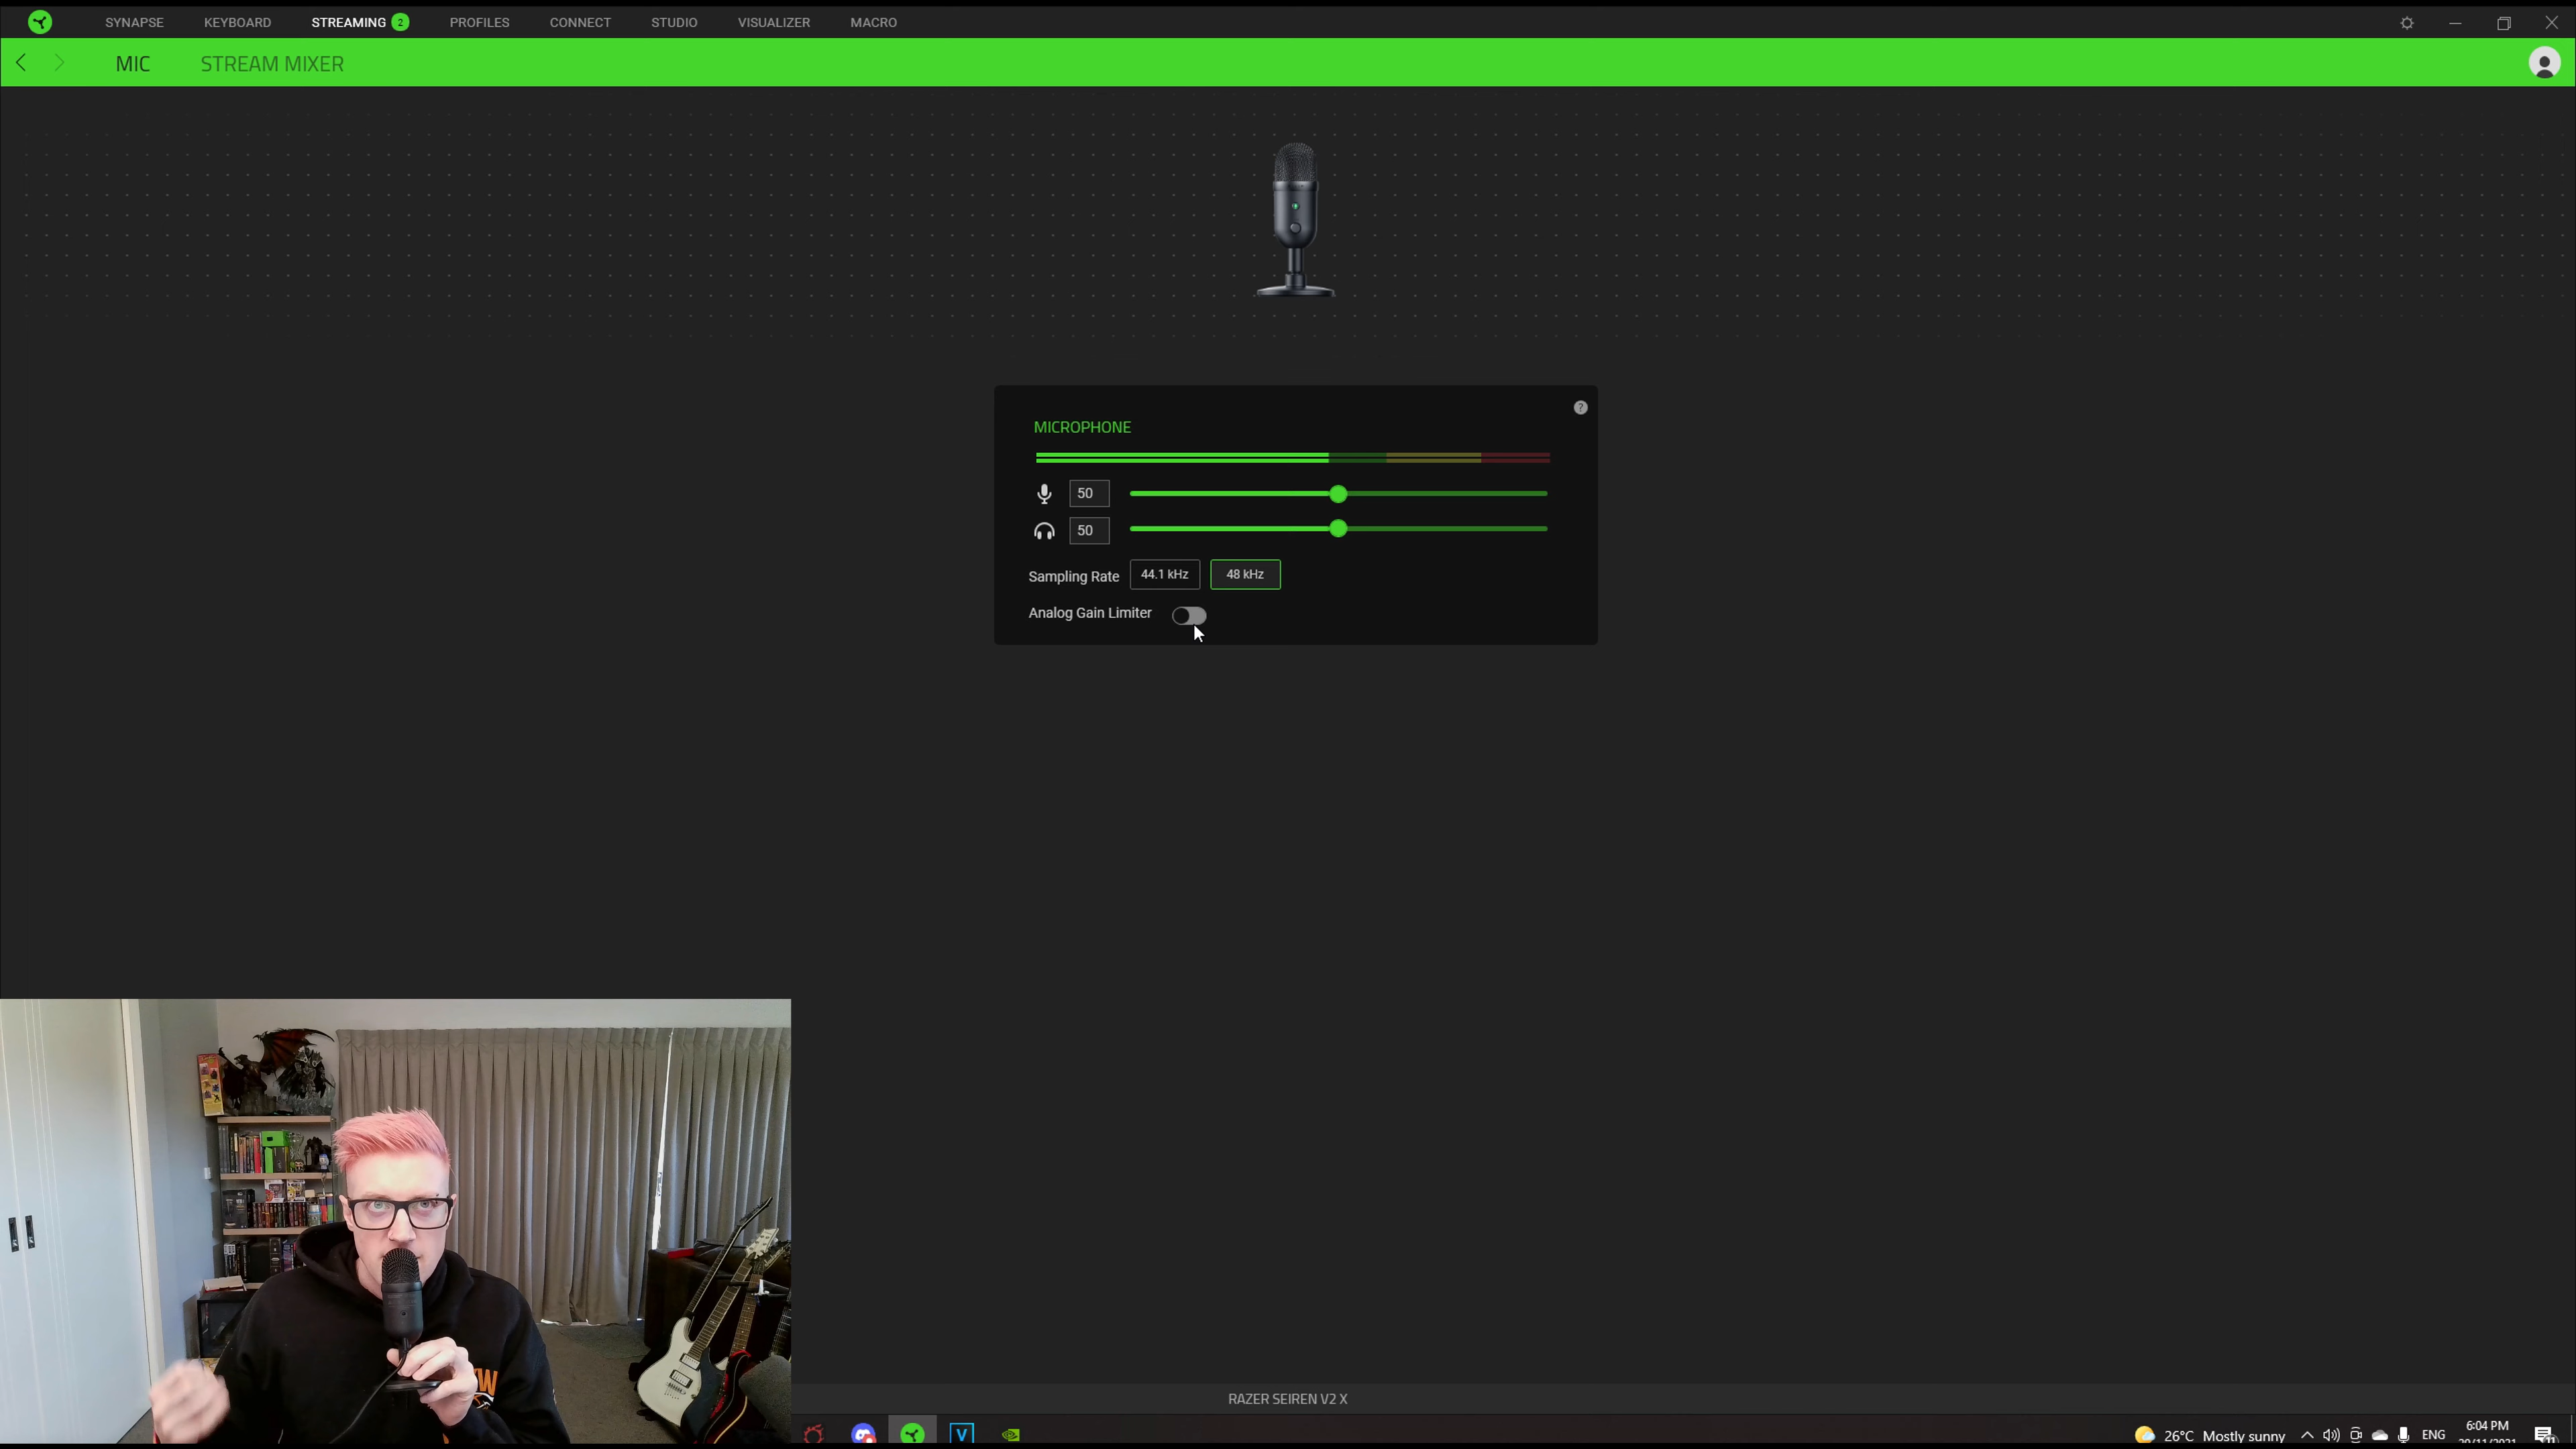 SYNAPSE KEYBOARD STREAMING 2 PROFILES CONNECT STUDIO VISUALIZER MACRO
MIC STREAM MIXER
?
MICROPHONE
50
50
Sampling Rate 44.1 kHz 48 kHz
Analog Gain Limiter
RAZER SEIREN V2 X
V
26°C Mostly sunny ENG 6:04 PM